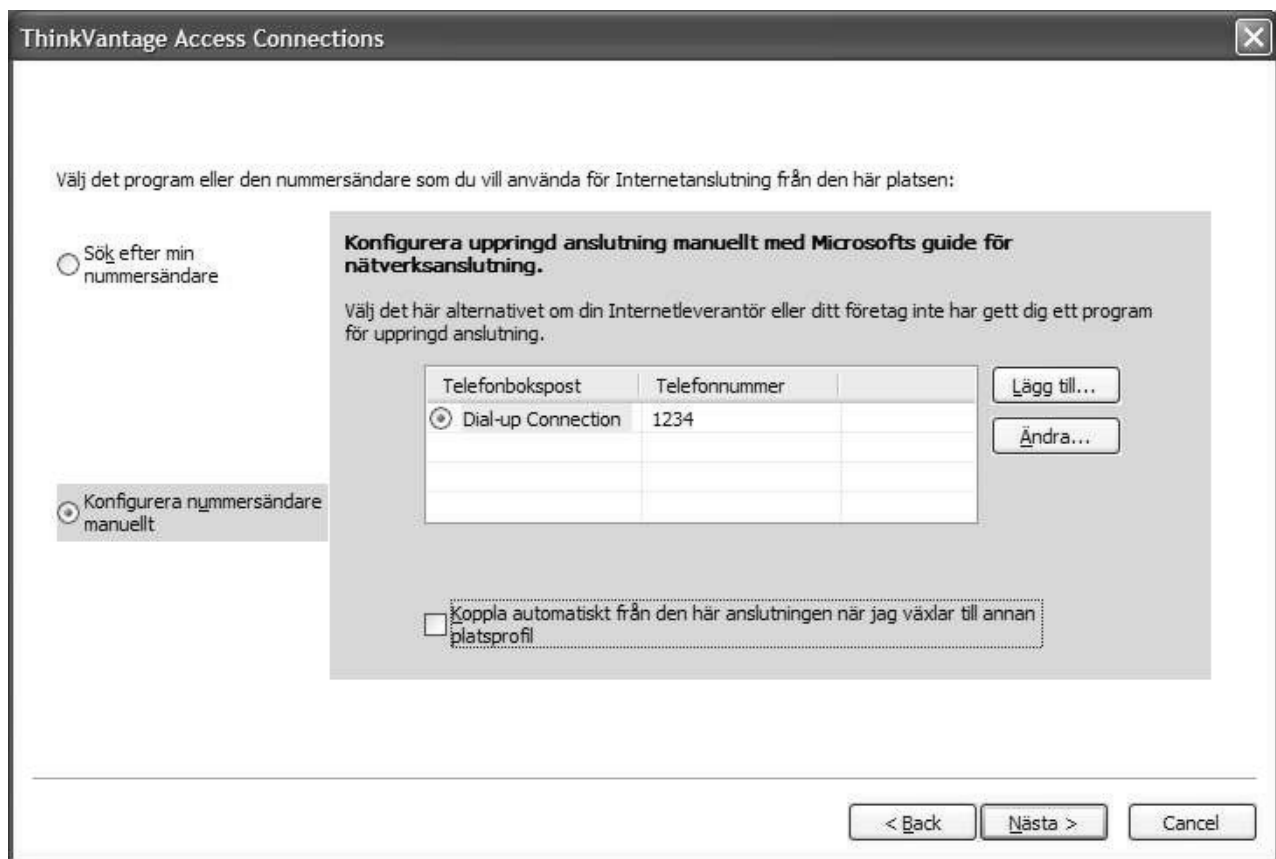 ThinkVantage Access Connections
Välj det program eller den nummersändare som du vill använda för Internetanslutning från den här platsen:
Sök efter min
nummersändare
Konfigurera nummersändare
manuellt
Konfigurera uppringd anslutning manuellt med Microsofts guide för
nätverksanslutning.
Välj det här alternativet om din Internetleverantör eller ditt företag inte har gett dig ett program
för uppringd anslutning.
Telefonbokspost Telefonnummer
Dial-up Connection 1234
Lägg till...
Ändra...
Koppla automatiskt från den här anslutningen när jag växlar till annan
platsprofil
< Back Nästa > Cancel